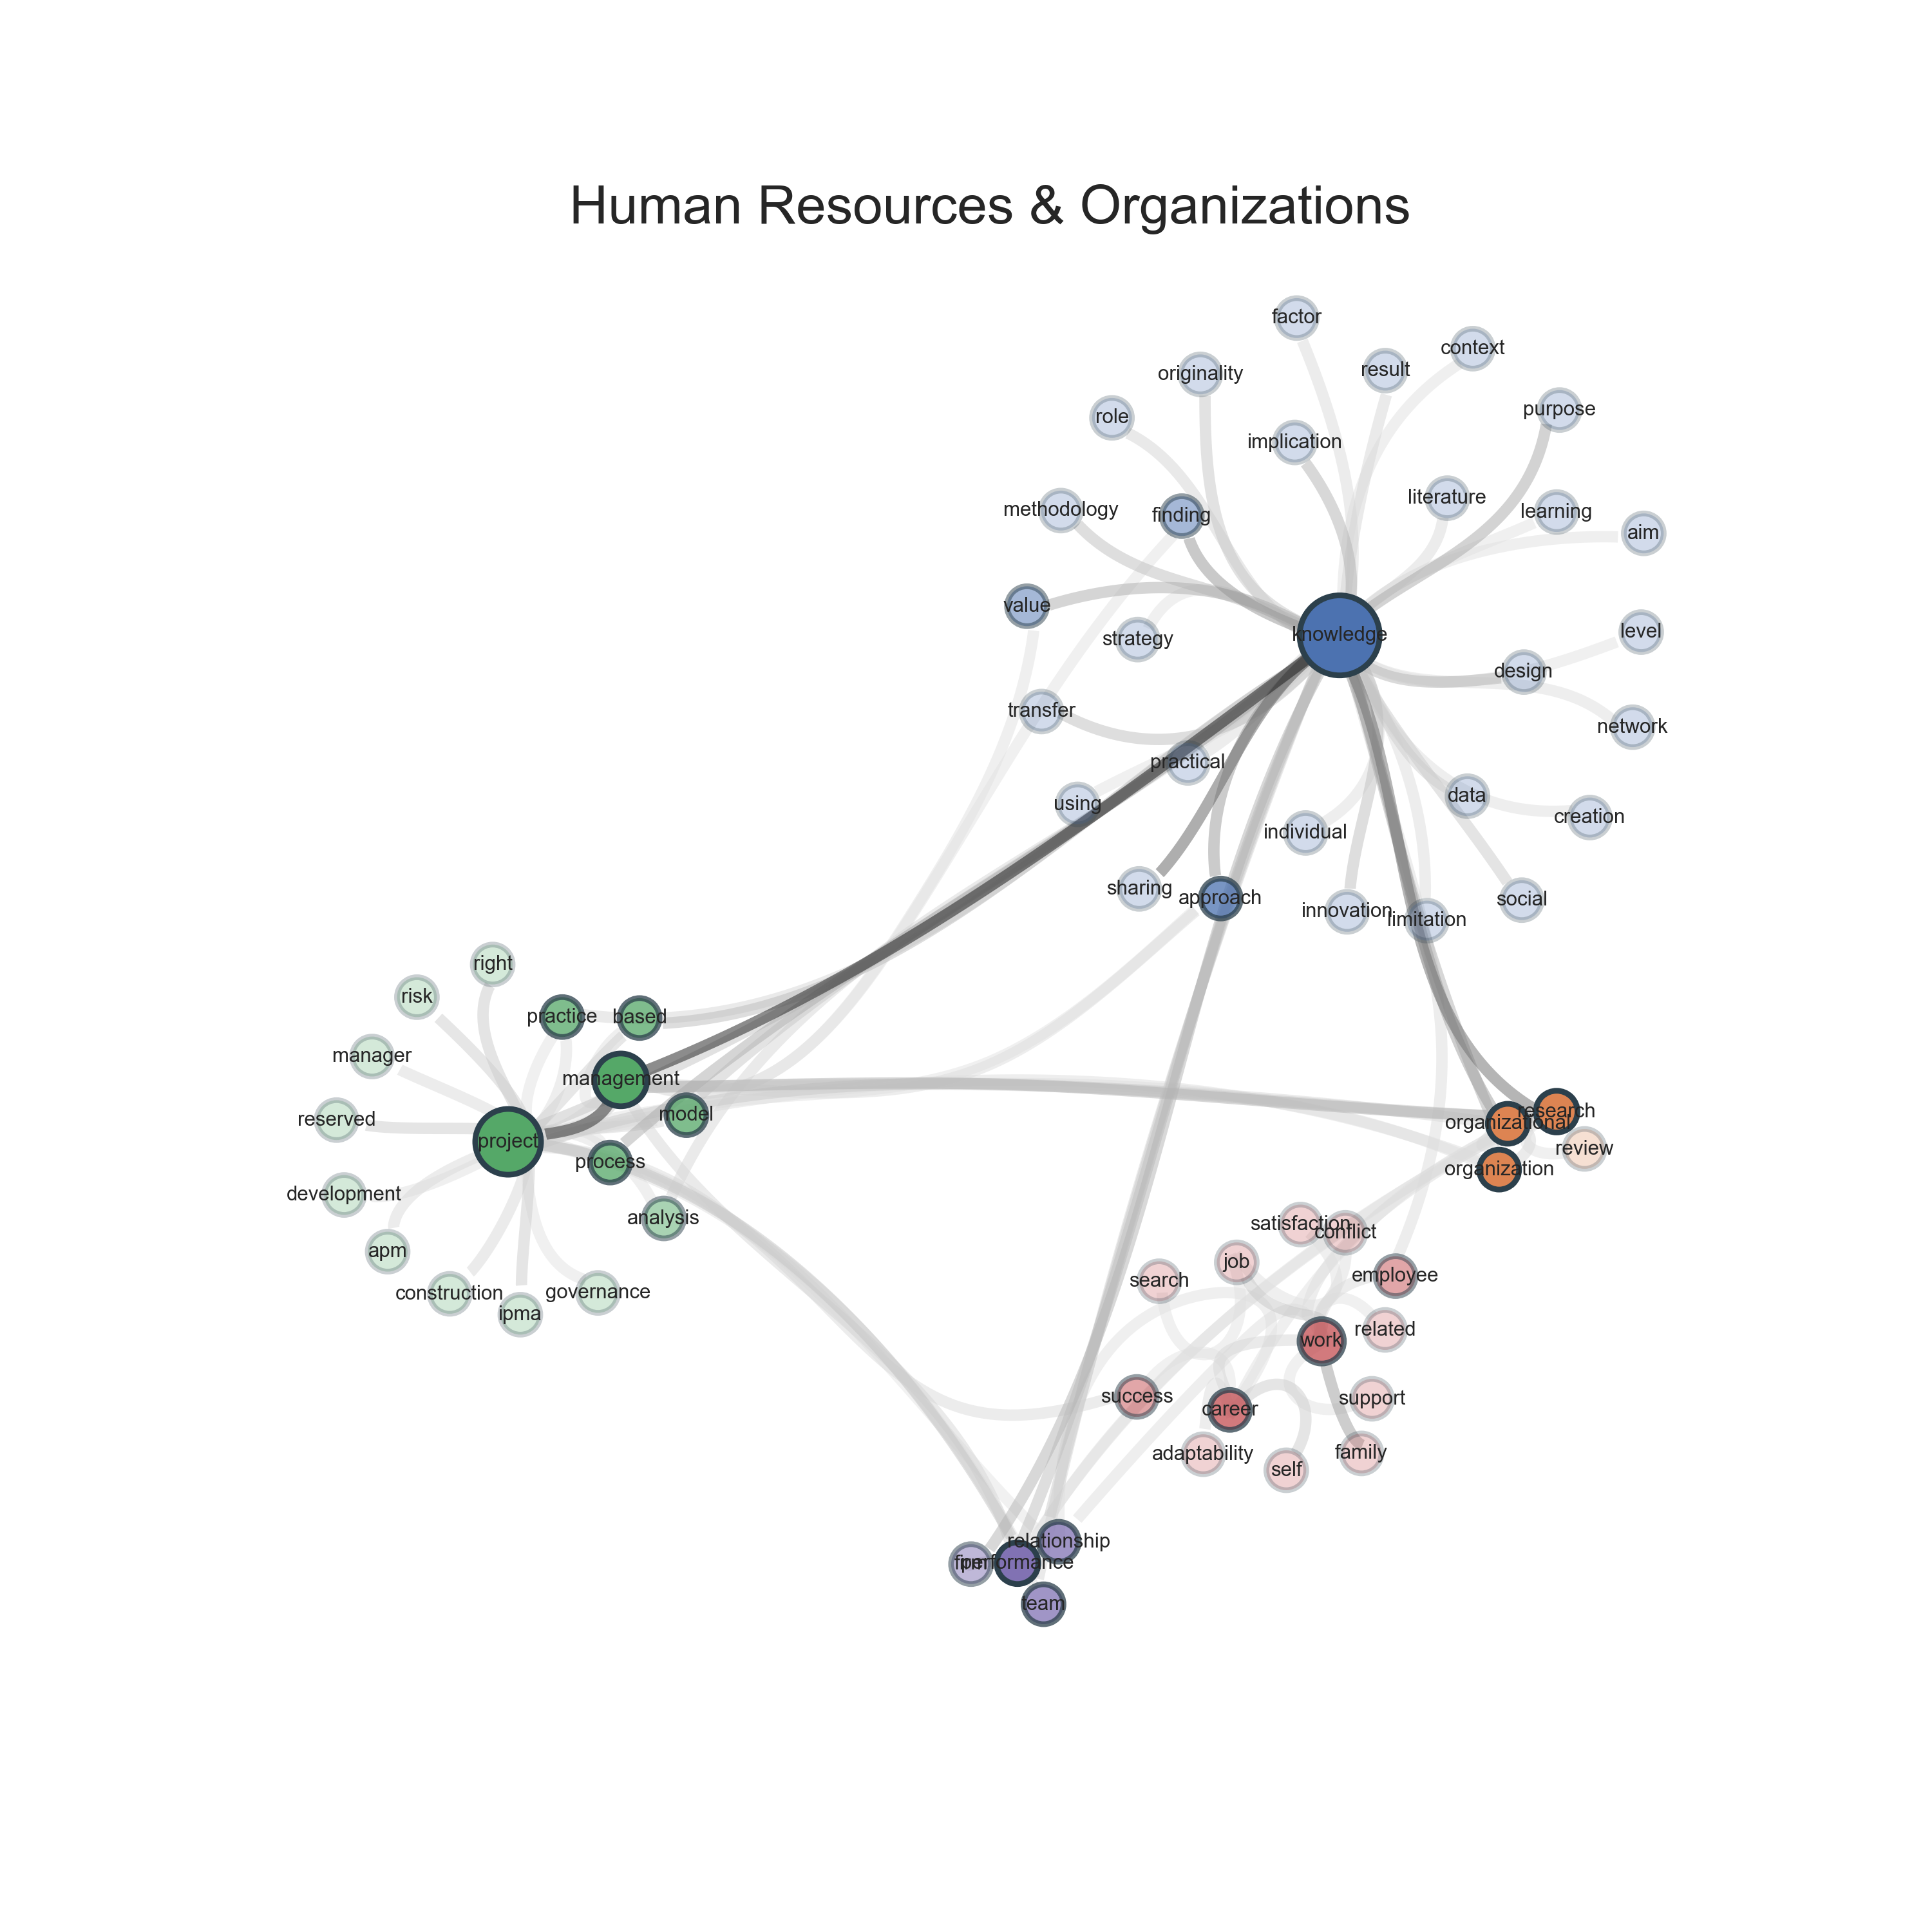 Human Resources & Organizations
factor
context
result
originality
purpose
role
implication
literature
methodology
finding
learning
aim
value
knowledge
level
strategy
design
transfer
network
practical
using
data
creation
individual
sharing
approach
innovation
limitation
social
right
risk
practice
based
manager
management
reserved
model
project
process
development
analysis
apm
construction
governance
ipma
research
organizational
review
organization
satisfaction
conflict
job
search
employee
related
work
success
career
support
adaptability
family
self
relationship
firm
performance
team